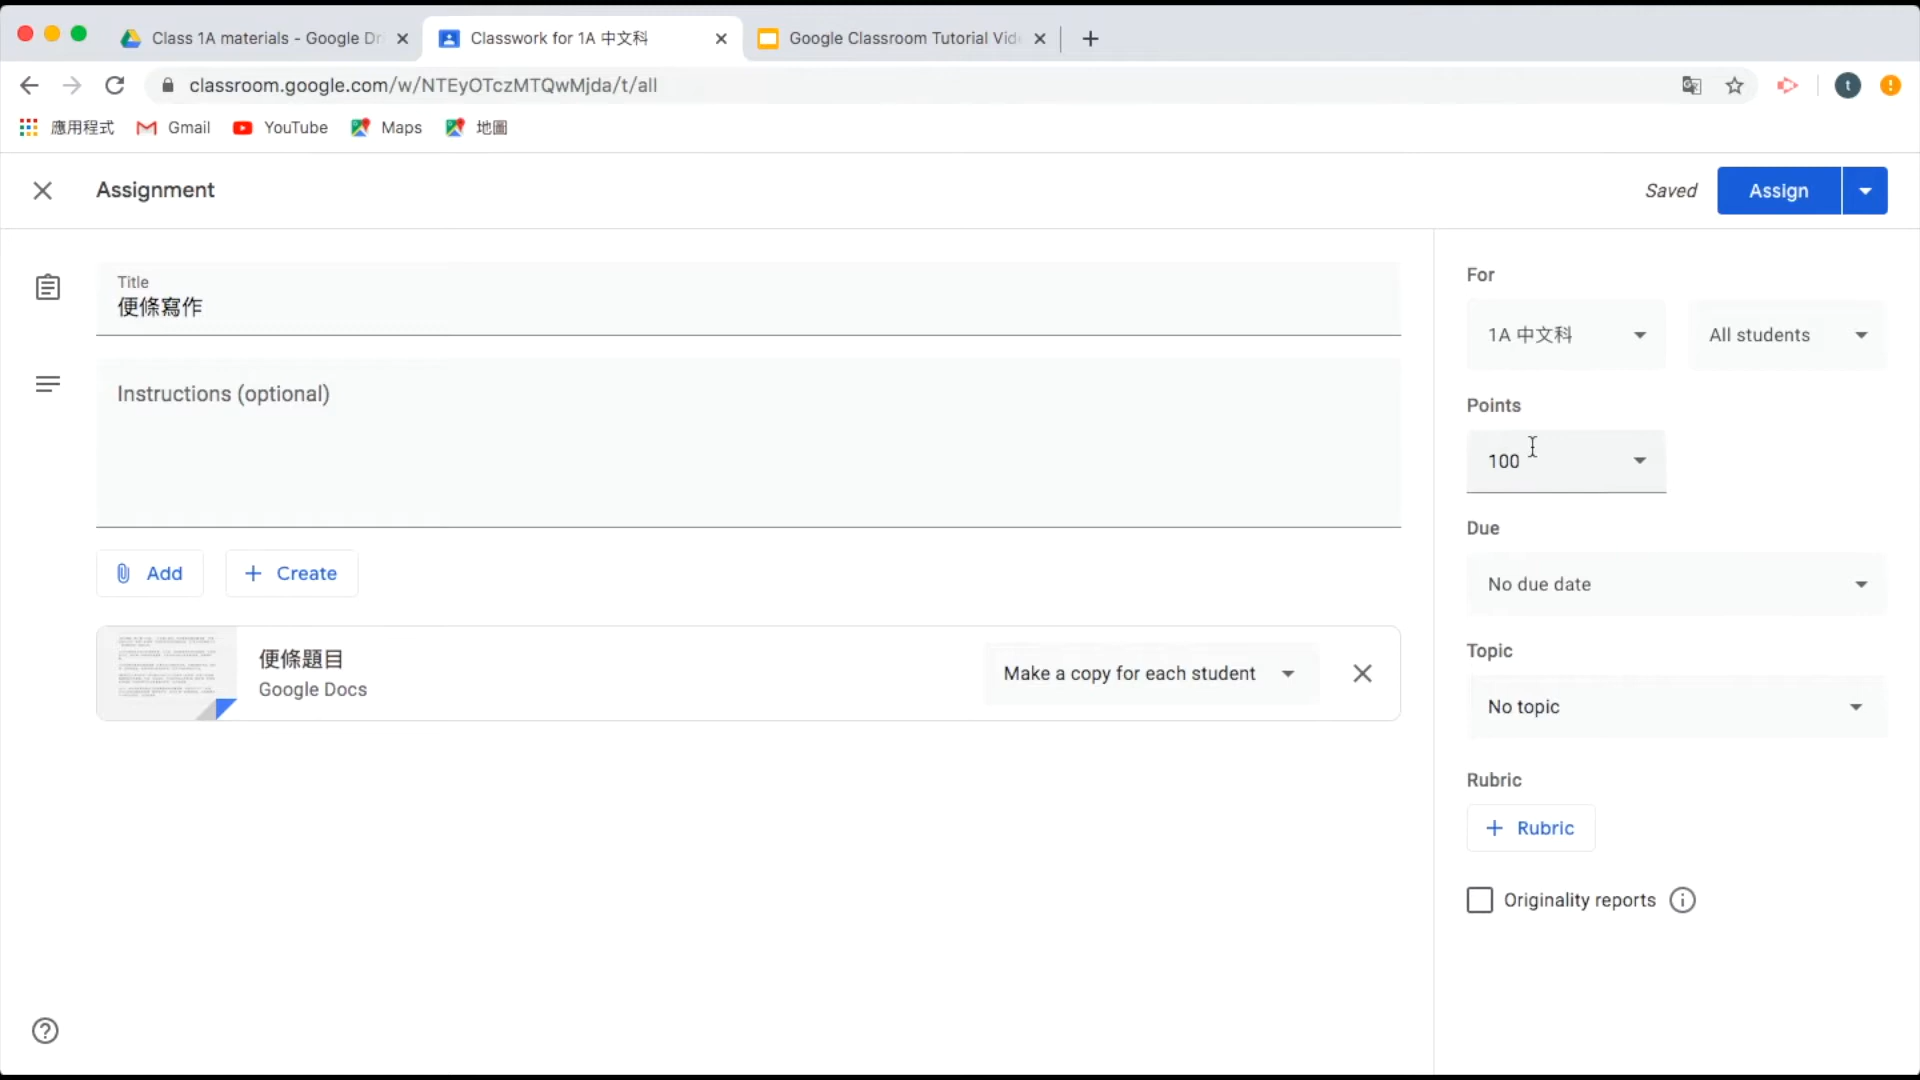 Class 1A materials - Google Dr
Classwork for 1A 中文科
Google Classroom Tutorial Vid
classroom.google.com/w/NTEyOTczMTQwMjda/t/all
t
應用程式
Gmail
YouTube
Maps
地圖
Assignment
Saved
Assign
Title
便條寫作
Instructions (optional)
Add
Create
便條題目
Google Docs
Make a copy for each student
For
1A 中文科
All students
Points
100
Due
No due date
Topic
No topic
Rubric
Rubric
Originality reports